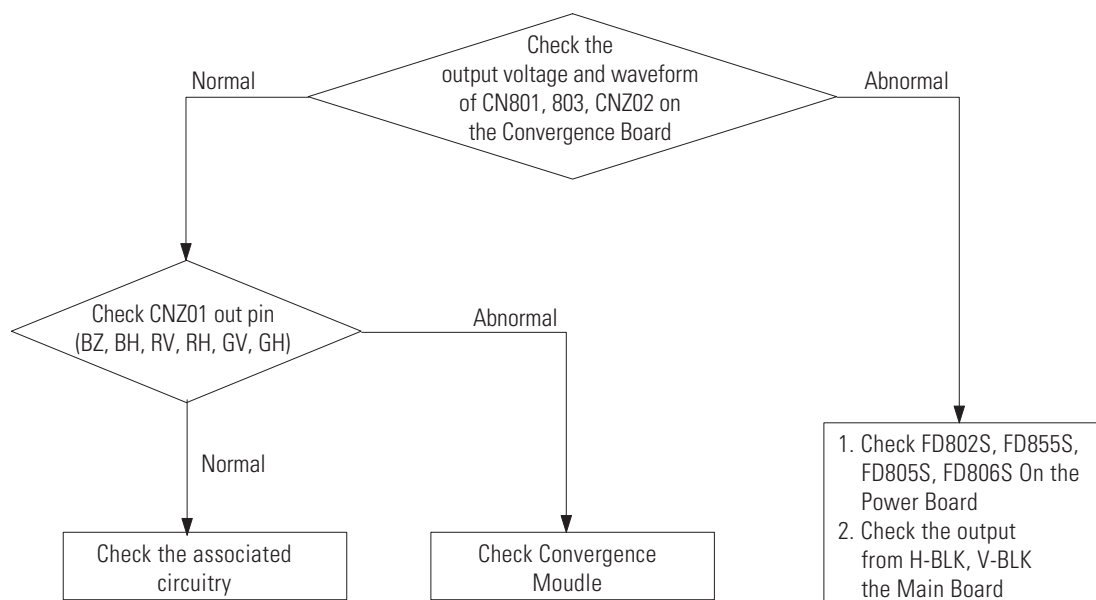 Check the
output voltage and waveform
of CN801, 803, CNZ02 on
the Convergence Board
Normal
Abnormal
Check CNZ01 out pin
(BZ, BH, RV, RH, GV, GH)
Abnormal
Normal
Check the associated
circuitry
Check Convergence
Moudle
1. Check FD802S, FD855S,
FD805S, FD806S On the
Power Board
2. Check the output
from H-BLK, V-BLK
the Main Board